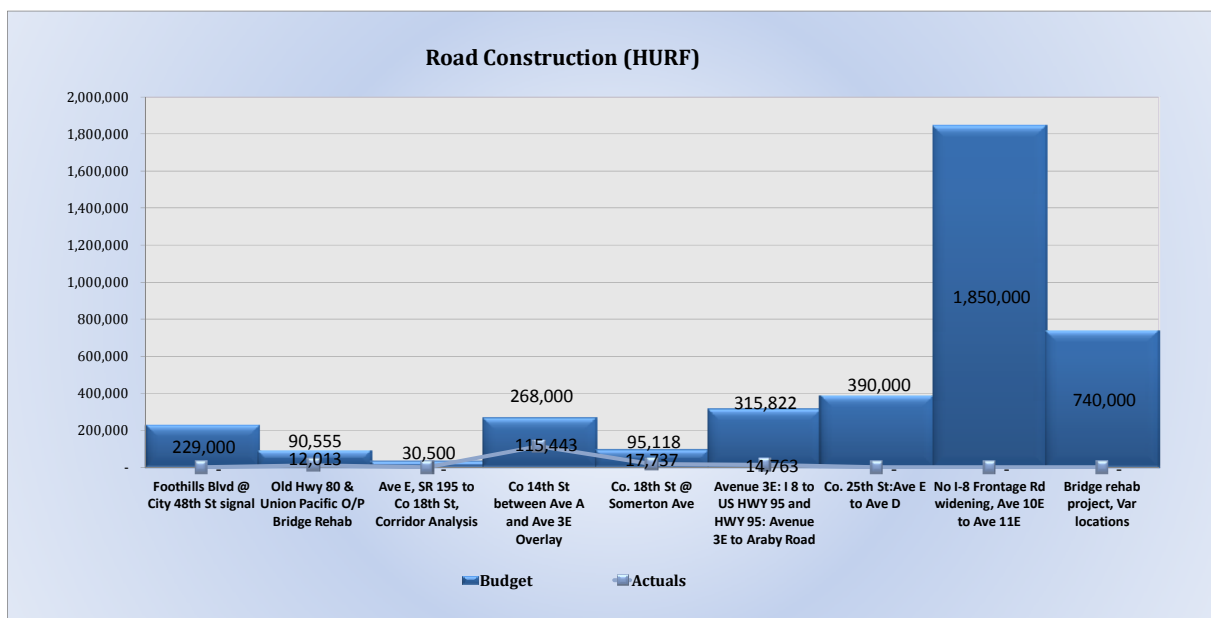 Road Construction (HURF)
2,000,000
1,800,000
1,600,000
1,400,000
1,200,000
1,000,000
800,000
600,000
400,000
200,000
-
229,000
90,555
30,500
268,000
95,118
315,822
390,000
1,850,000
740,000
-
12,013
-
115,443
17,737
14,763
-
-
-
Foothills Blvd @
City 48th St signal
Old Hwy 80 &
Union Pacific O/P
Bridge Rehab
Ave E, SR 195 to
Co 18th St,
Corridor Analysis
Co 14th St
between Ave A
and Ave 3E
Overlay
Co. 18th St @
Somerton Ave
Avenue 3E: I 8 to
US HWY 95 and
HWY 95: Avenue
3E to Araby Road
Co. 25th St:Ave E
to Ave D
No I-8 Frontage Rd
widening, Ave 10E
to Ave 11E
Bridge rehab
project, Var
locations
Budget
Actuals